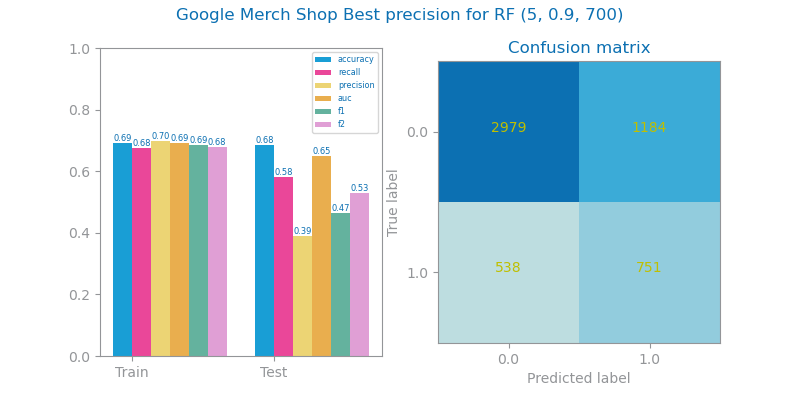 Google Merch Shop Best precision for RF (5, 0.9, 700)
1.0
0.8
0.6
0.4
0.2
0.0
accuracy
recall
precision
auc
f1
f2
0.69 0.68 0.70 0.69 0.69 0.68
0.68 0.58 0.39 0.65 0.47 0.53
Train Test
Confusion matrix
True label
0.0
1.0
2979 1184
538 751
0.0 1.0
Predicted label